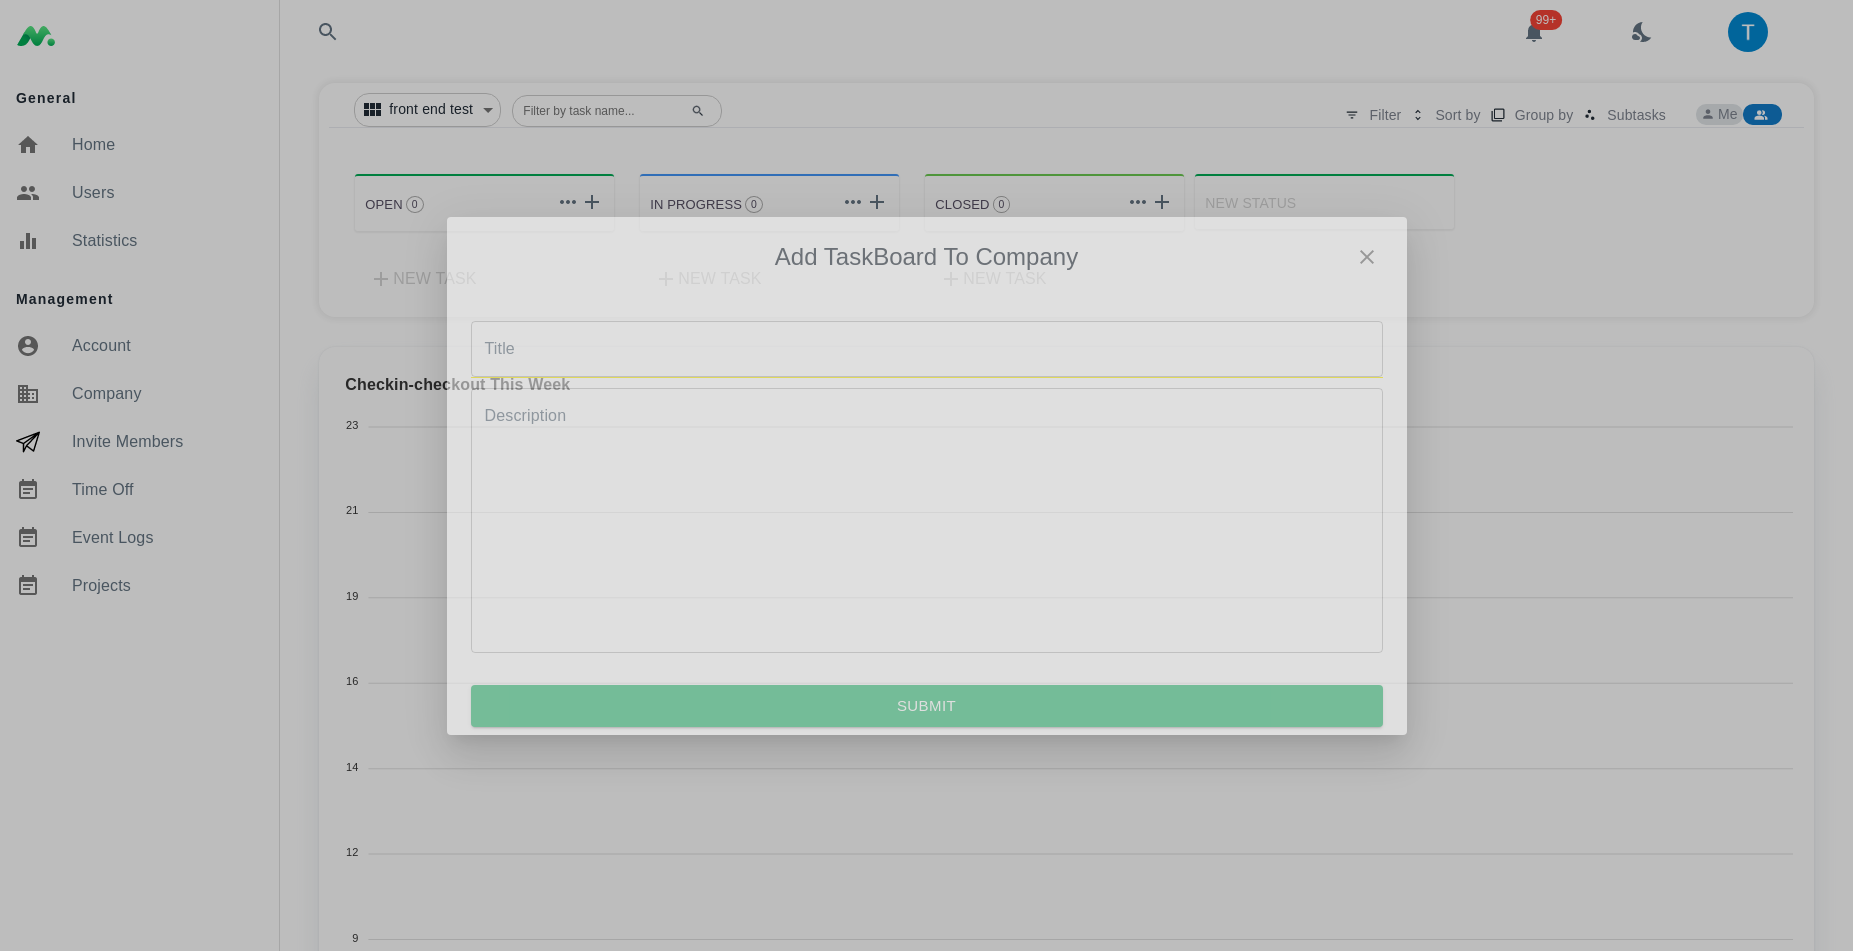 General
Home
Users
Statistics
Management
Account
Company
Invite Members
Time Off
Event Logs
Projects
99+
T
front end test
Filter by task name...
Filter
Sort by
Group by
Subtasks
Me
OPEN 0
IN PROGRESS 0
CLOSED 0
NEW STATUS
NEW TASK
NEW TASK
NEW TASK
Add TaskBoard To Company
Title
Description
SUBMIT
Checkin-checkout This Week
23
21
19
16
14
12
9